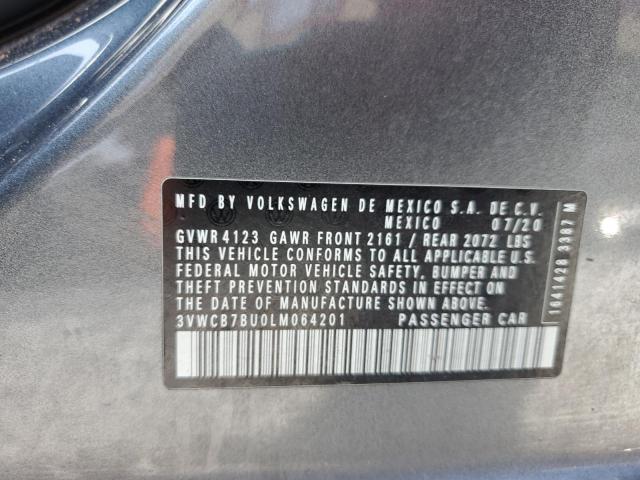 MFD BY VOLKSWAGEN DE MEXICO S.A. DE C.V.
MEXICO 07/20
GVWR 4123 GAWR FRONT 2161 / REAR 2072 LBS
THIS VEHICLE CONFORMS TO ALL APPLICABLE U.S.
FEDERAL MOTOR VEHICLE SAFETY, BUMPER AND
THEFT PREVENTION STANDARDS IN EFFECT ON
THE DATE OF MANUFACTURE SHOWN ABOVE.
3VWCB7BU0LM064201 PASSENGER CAR
1641428 3387 M